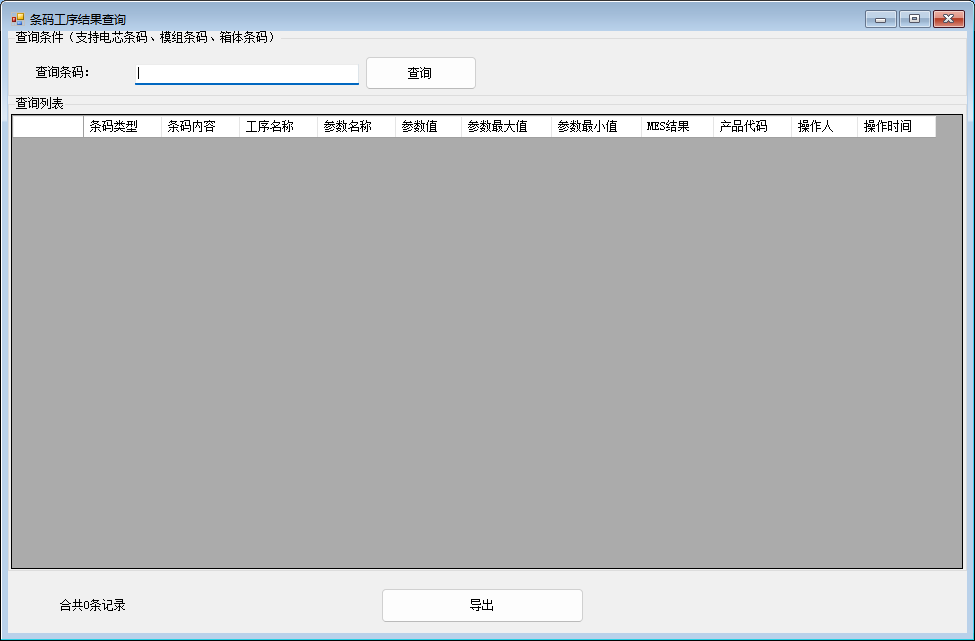 条码工序结果查询
查询条件（支持电芯条码、模组条码、箱体条码）
查询条码： 查询
查询列表
条码类型 条码内容 工序名称 参数名称 参数值 参数最大值 参数最小值 MES结果 产品代码 操作人 操作时间
合共0条记录 导出